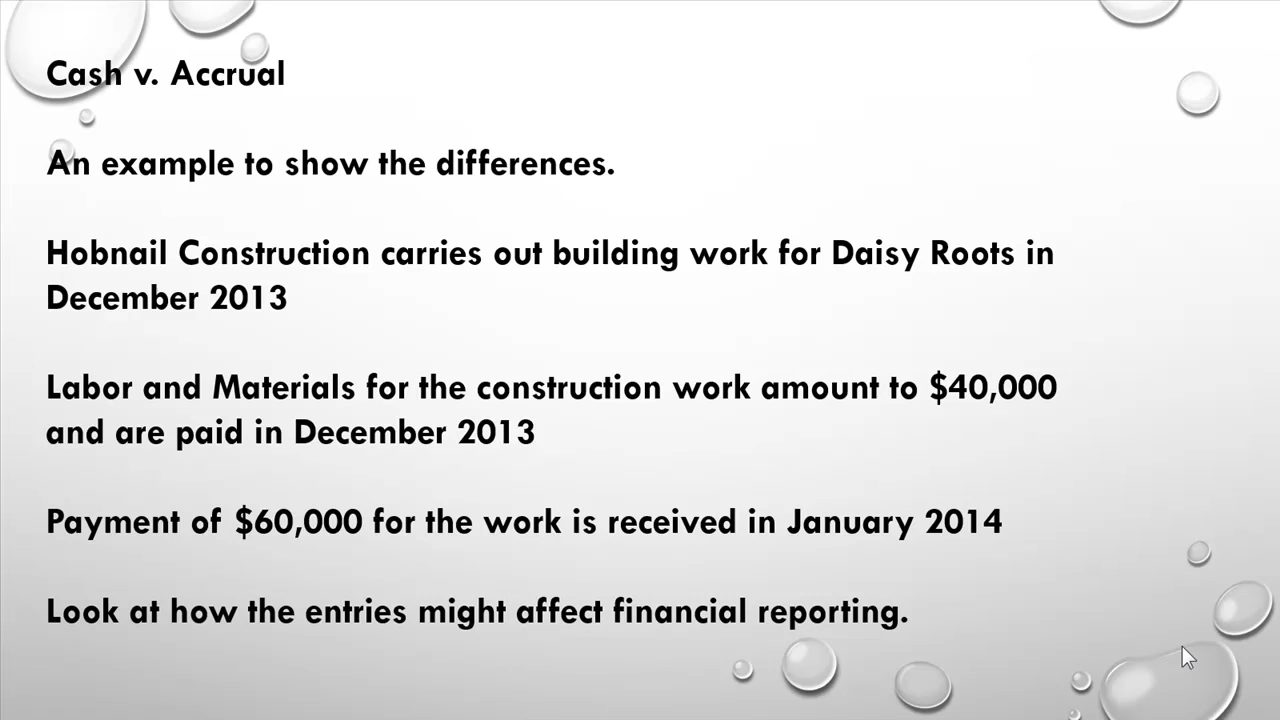 Cash v. Accrual
An example to show the differences.
Hobnail Construction carries out building work for Daisy Roots in
December 2013
Labor and Materials for the construction work amount to $40,000
and are paid in December 2013
Payment of $60,000 for the work is received in January 2014
Look at how the entries might affect financial reporting.